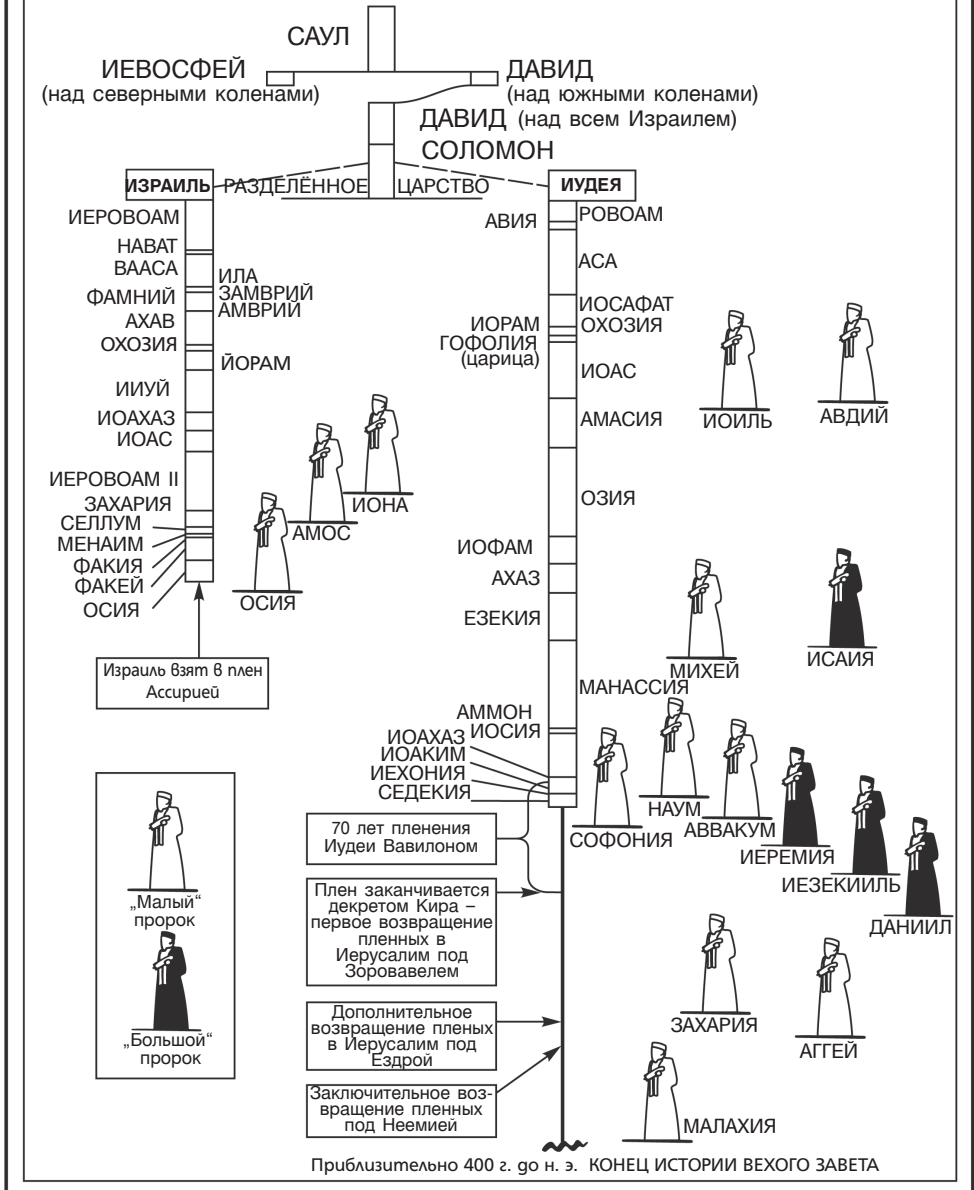 САУЛ
ИЕВОСФЕЙ
(над северными коленами)
ДАВИД
(над южными коленами)
ДАВИД (над всем Израилем)
СОЛОМОН
ИЗРАИЛЬ
РАЗДЕЛЁННОЕ ЦАРСТВО
ИУДЕЯ
ИЕРОВОАМ
НАВАТ
ВААСА
ИЛА
ФАМНИЙ
ЗАМВРИЙ
АМВРИЙ
АХАВ
ОХОЗИЯ
ЙОРАМ
ИИУЙ
ИОАХАЗ
ИОАС
ИЕРОВОАМ II
ЗАХАРИЯ
СЕЛЛУМ
МЕНАИМ
ФАКИЯ
ФАКЕЙ
ОСИЯ
Израиль взят в плен
Ассирией
ОСИЯ
АМОС
ИОНА
АВИЯ
РОВОАМ
АСА
ИОСАФАТ
ИОРАМ
ОХОЗИЯ
ГОФОЛИЯ
(царица)
ИОАС
АМАСИЯ
ОЗИЯ
ИОФАМ
АХАЗ
ЕЗЕКИЯ
МАНАССИЯ
АММОН
ИОСИЯ
ИОАХАЗ
ИОАКИМ
ИЕХОНИЯ
СЕДЕКИЯ
ИОИЛЬ
АВДИЙ
МИХЕЙ
ИСАИЯ
СОФОНИЯ
НАУМ
АВВАКУМ
ИЕРЕМИЯ
ИЕЗЕКИИЛЬ
ДАНИИЛ
ЗАХАРИЯ
АГГЕЙ
МАЛАХИЯ
70 лет пленения
Иудеи Вавилоном
Плен заканчивается
декретом Кира –
первое возвращение
пленных в
Иерусалим под
Зоровавелем
Дополнительное
возвращение пленых
в Иерусалим под
Ездрой
Заключительное воз-
вращение пленных
под Неемией
„Малый“
пророк
„Большой“
пророк
Приблизительно 400 г. до н. э. КОНЕЦ ИСТОРИИ ВЕХОГО ЗАВЕТА